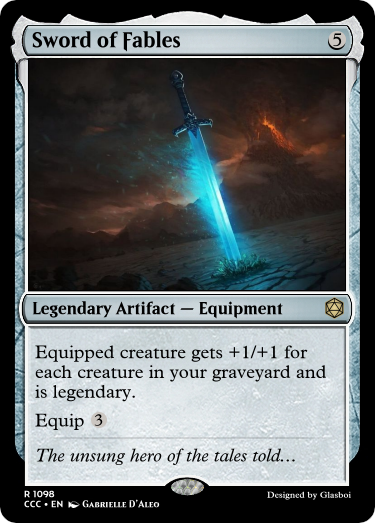 Sword of Fables
5
Legendary Artifact — Equipment
Equipped creature gets +1/+1 for
each creature in your graveyard and
is legendary.
Equip 3
The unsung hero of the tales told...
R 1098
CCC • EN Gabrielle D'Aleo
Designed by Glasboi